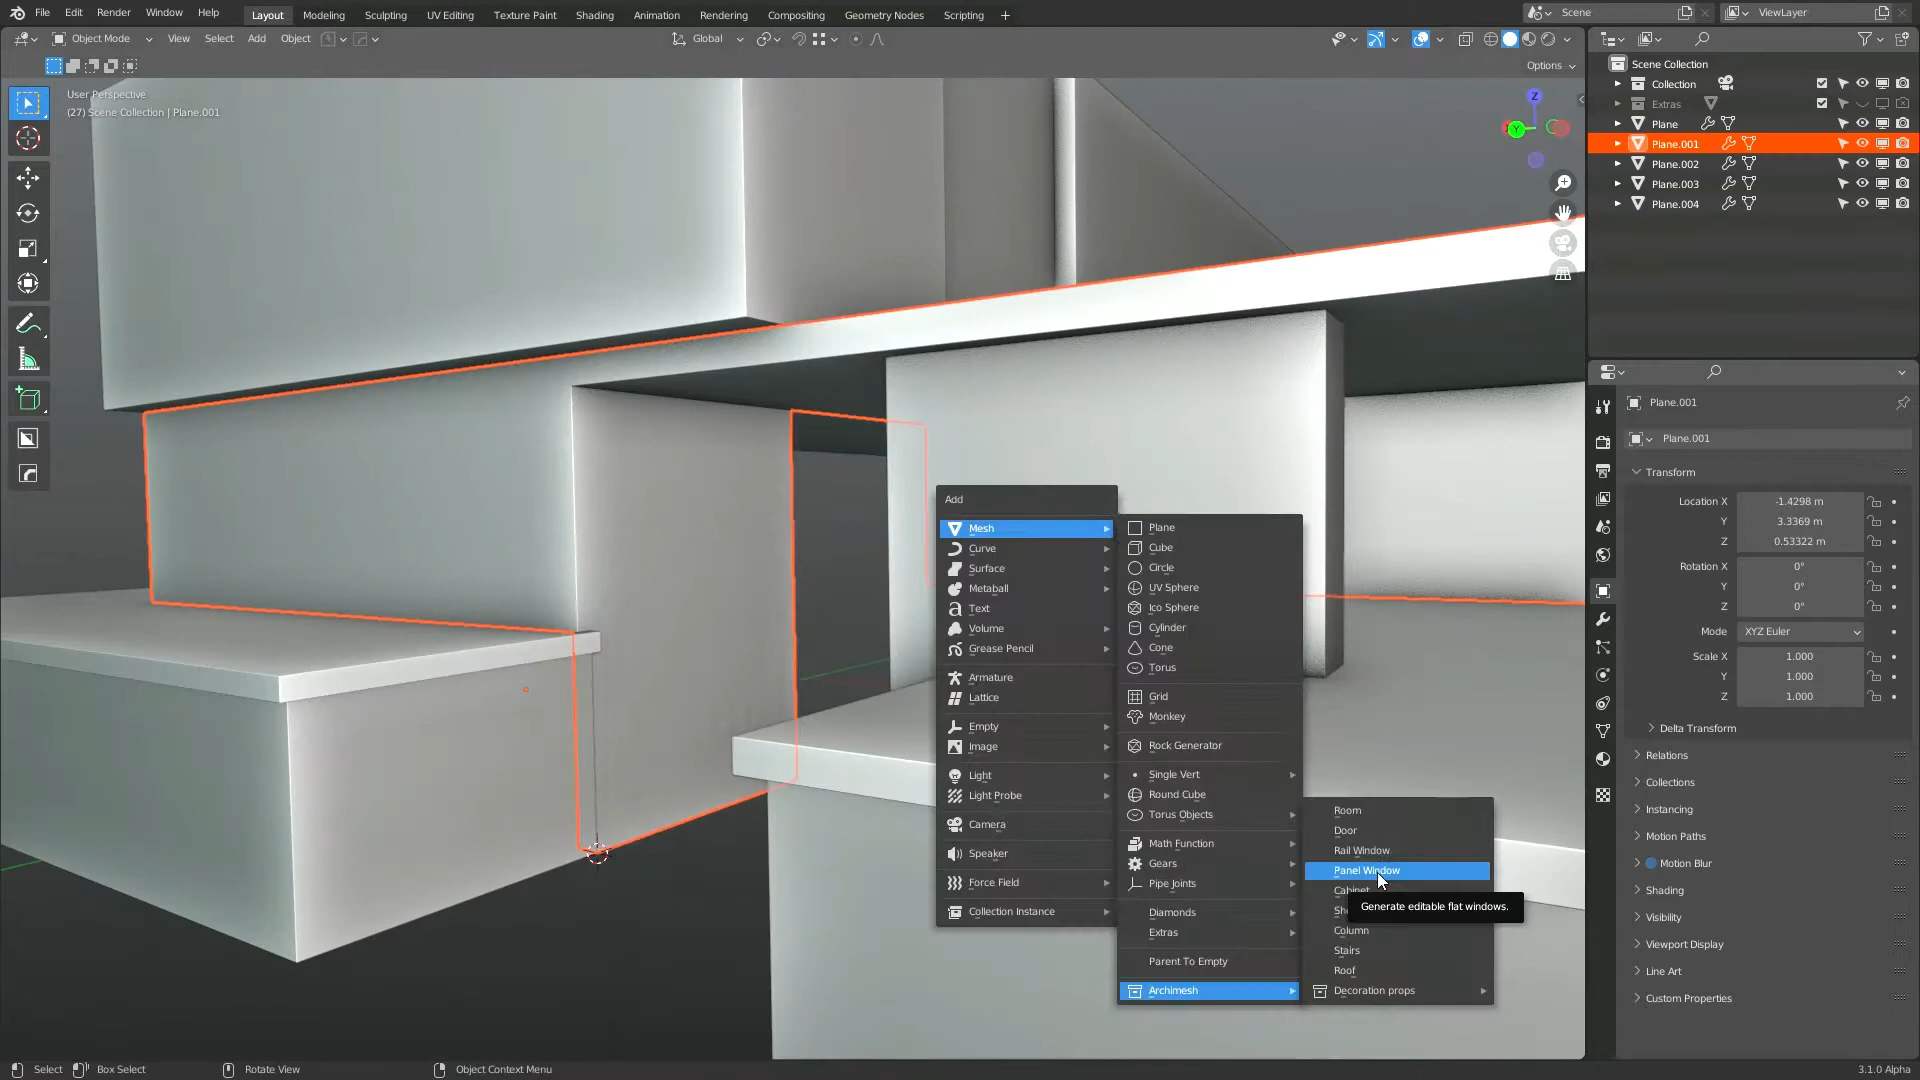 File Edit Render Window Help
Layout Modeling Sculpting UV Editing Texture Paint Shading Animation Rendering Compositing Geometry Nodes Scripting +
Scene
ViewLayer
Object Mode View Select Add Object
Global
Options
User Perspective
(27) Scene Collection | Plane.001
Z
Y
Scene Collection
Collection
Extras
Plane
Plane.001
Plane.002
Plane.003
Plane.004
Add
Mesh
Curve
Surface
Metaball
Text
Volume
Grease Pencil
Armature
Lattice
Empty
Image
Light
Light Probe
Camera
Speaker
Force Field
Collection Instance
Plane
Cube
Circle
UV Sphere
Ico Sphere
Cylinder
Cone
Torus
Grid
Monkey
Rock Generator
Single Vert
Round Cube
Torus Objects
Math Function
Gears
Pipe Joints
Diamonds
Extras
Parent To Empty
Archimesh
Room
Door
Rail Window
Panel Window
Cabinet
Generate editable flat windows.
Column
Stairs
Roof
Decoration props
Plane.001
Plane.001
Transform
Location X -1.4298 m
Y 3.3369 m
Z 0.53322 m
Rotation X 0°
Y 0°
Z 0°
Mode XYZ Euler
Scale X 1.000
Y 1.000
Z 1.000
Delta Transform
Relations
Collections
Instancing
Motion Paths
Motion Blur
Shading
Visibility
Viewport Display
Line Art
Custom Properties
Select Box Select Rotate View Object Context Menu 3.1.0 Alpha